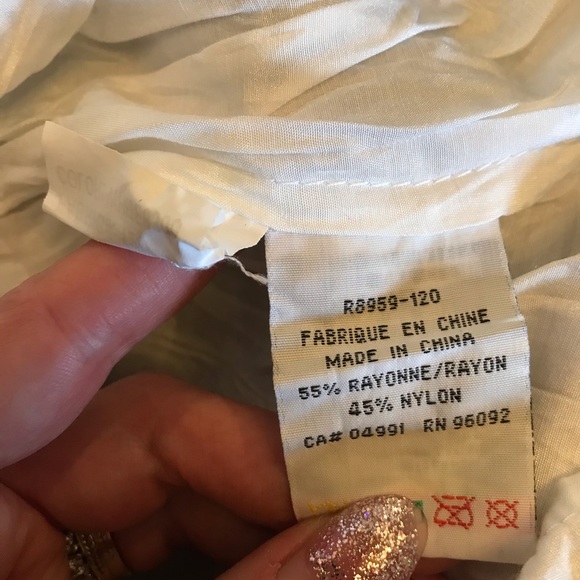 R8959-120
FABRIQUE EN CHINE
MADE IN CHINA
55% RAYONNE/RAYON
45% NYLON
CA# 04991 RN 96092